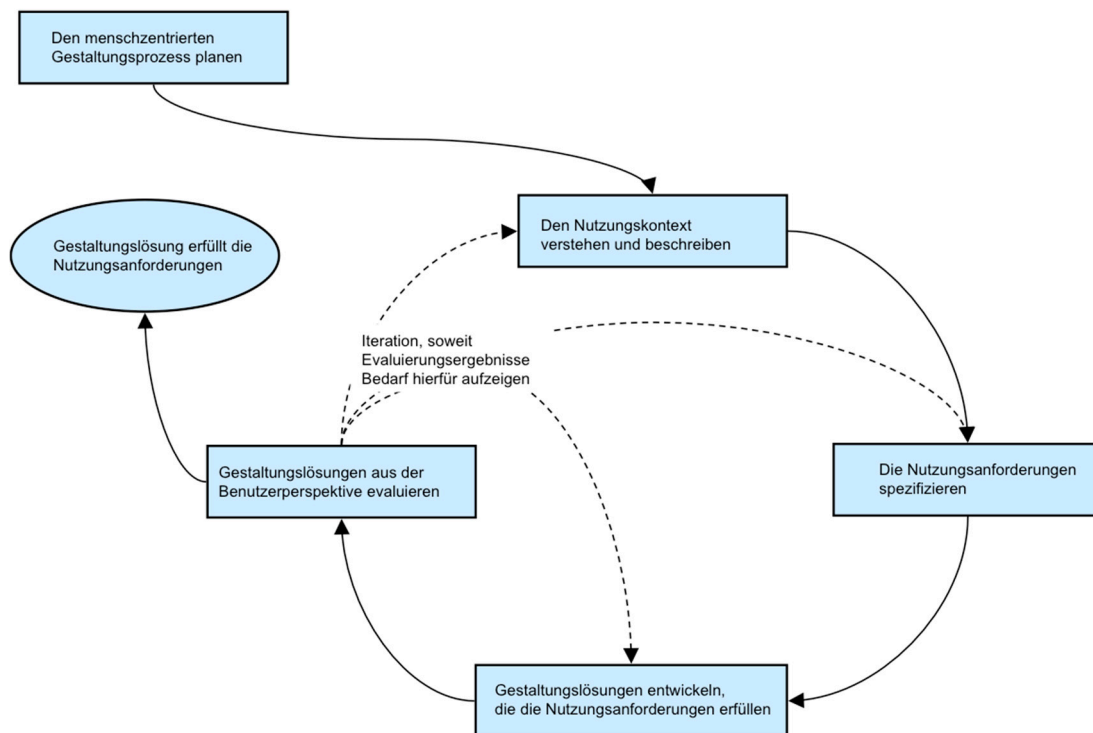 Den menschzentrierten
Gestaltungsprozess planen
Den Nutzungskontext
verstehen und beschreiben
Gestaltungslösung erfüllt die
Nutzungsanforderungen
Iteration, soweit
Evaluierungsergebnisse
Bedarf hierfür aufzeigen
Gestaltungslösungen aus der
Benutzerperspektive evaluieren
Die Nutzungsanforderungen
spezifizieren
Gestaltungslösungen entwickeln,
die die Nutzungsanforderungen erfüllen